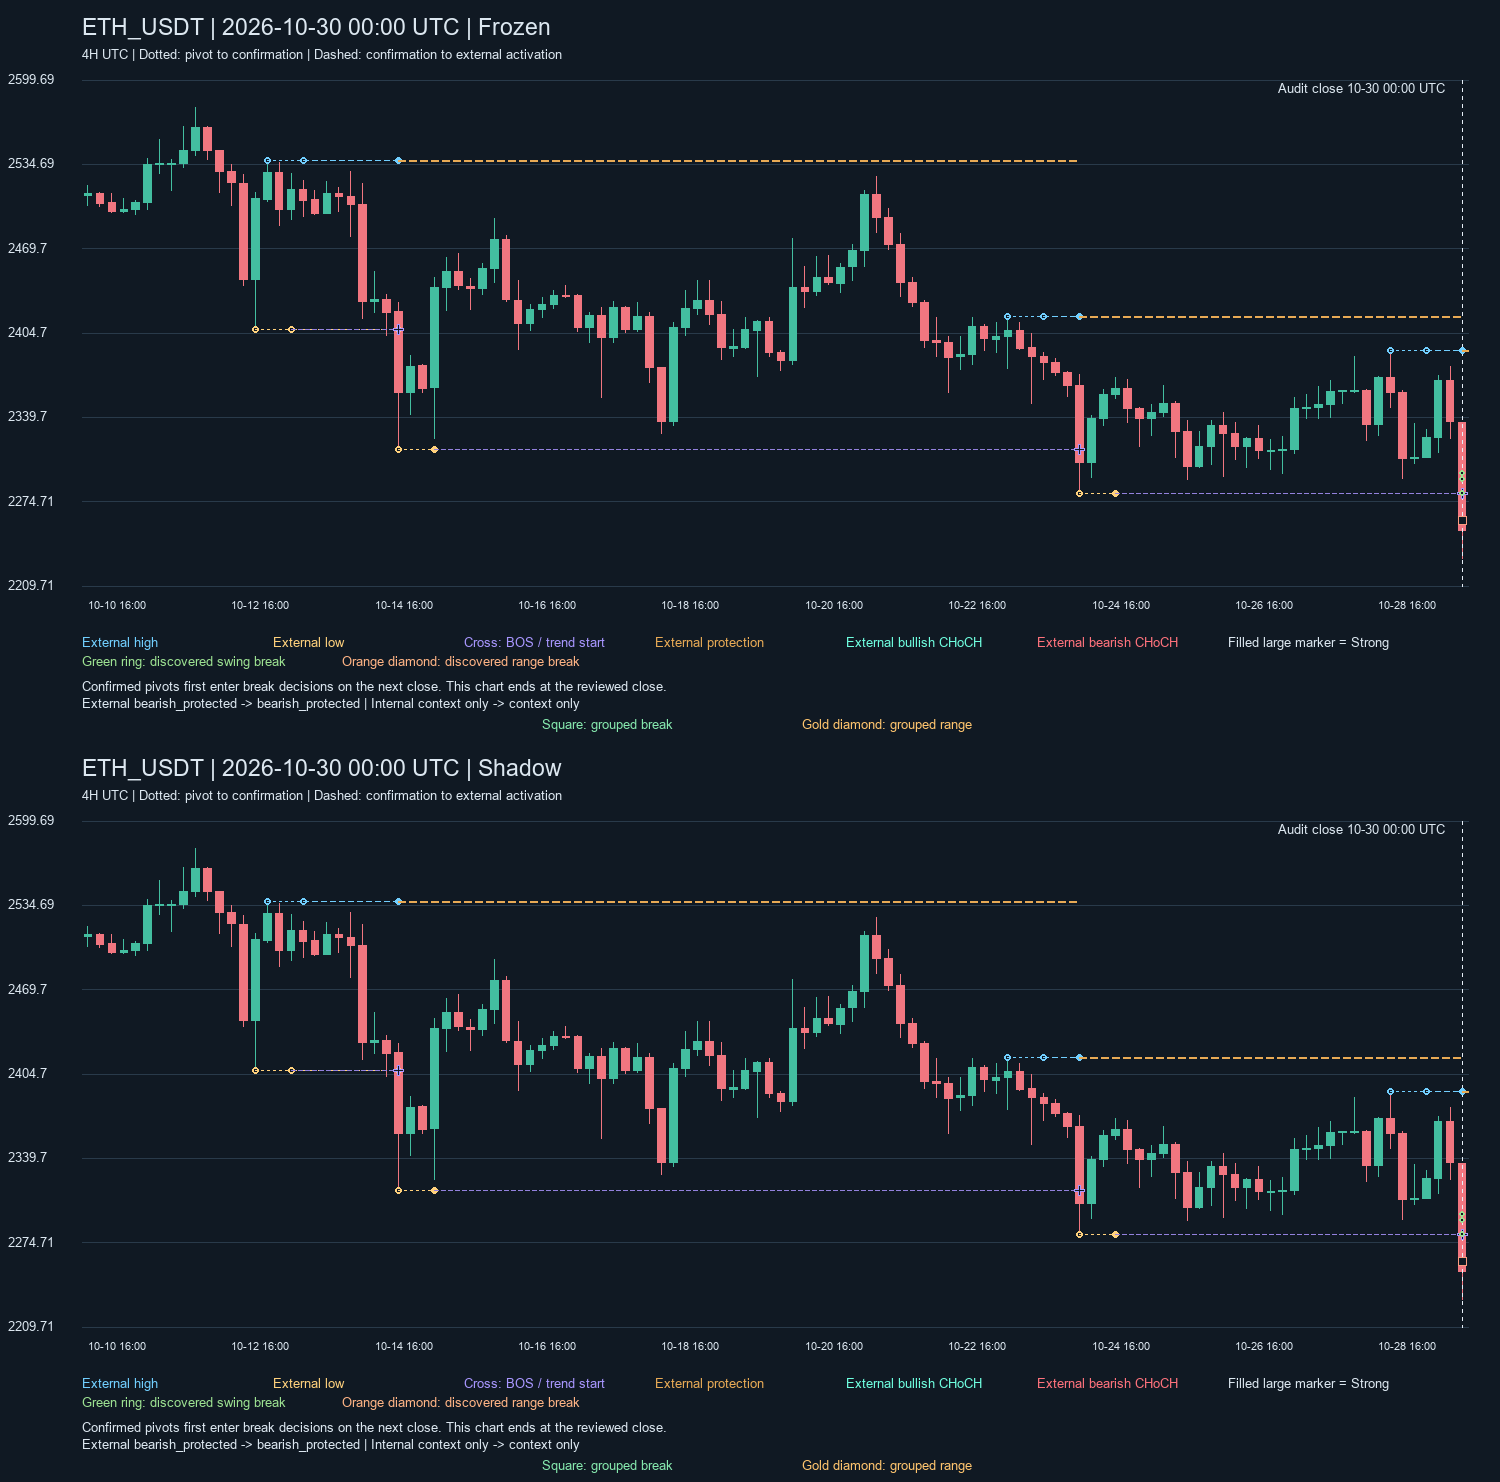 ETH_USDT | 2026-10-30 00:00 UTC | Frozen
4H UTC | Dotted: pivot to confirmation | Dashed: confirmation to external activation
2599.69
Audit close 10-30 00:00 UTC
2534.69
2469.7
2404.7
2339.7
2274.71
2209.71
10-10 16:00 10-12 16:00 10-14 16:00 10-16 16:00 10-18 16:00 10-20 16:00 10-22 16:00 10-24 16:00 10-26 16:00 10-28 16:00
External high External low Cross: BOS / trend start External protection External bullish CHoCH External bearish CHoCH Filled large marker = Strong
Green ring: discovered swing break Orange diamond: discovered range break
Confirmed pivots first enter break decisions on the next close. This chart ends at the reviewed close.
External bearish_protected -> bearish_protected | Internal context only -> context only
Square: grouped break Gold diamond: grouped range
ETH_USDT | 2026-10-30 00:00 UTC | Shadow
4H UTC | Dotted: pivot to confirmation | Dashed: confirmation to external activation
2599.69
Audit close 10-30 00:00 UTC
2534.69
2469.7
2404.7
2339.7
2274.71
2209.71
10-10 16:00 10-12 16:00 10-14 16:00 10-16 16:00 10-18 16:00 10-20 16:00 10-22 16:00 10-24 16:00 10-26 16:00 10-28 16:00
External high External low Cross: BOS / trend start External protection External bullish CHoCH External bearish CHoCH Filled large marker = Strong
Green ring: discovered swing break Orange diamond: discovered range break
Confirmed pivots first enter break decisions on the next close. This chart ends at the reviewed close.
External bearish_protected -> bearish_protected | Internal context only -> context only
Square: grouped break Gold diamond: grouped range